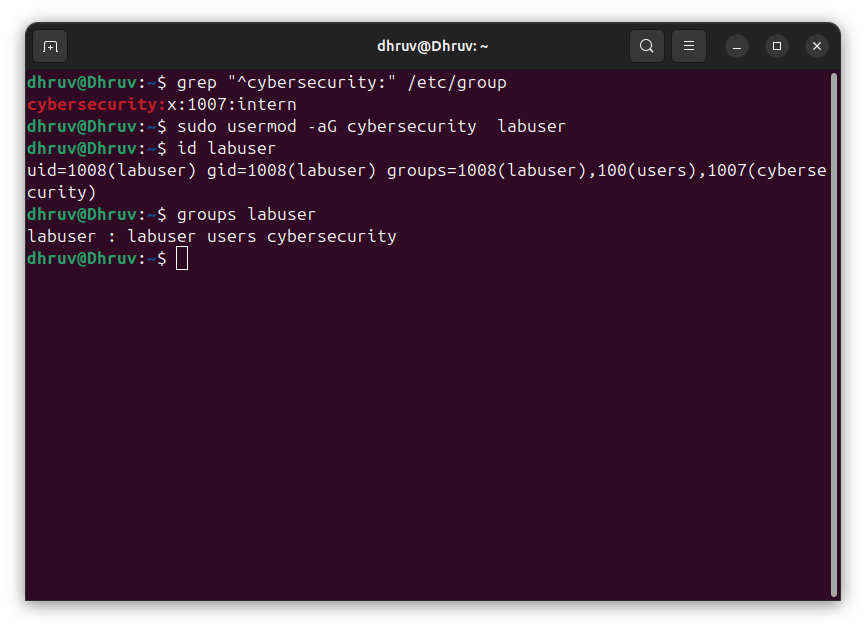 dhruv@Dhruv: ~
dhruv@Dhruv:~$ grep "^cybersecurity:" /etc/group
cybersecurity:x:1007:intern
dhruv@Dhruv:~$ sudo usermod -aG cybersecurity  labuser
dhruv@Dhruv:~$ id labuser
uid=1008(labuser) gid=1008(labuser) groups=1008(labuser),100(users),1007(cyberse
curity)
dhruv@Dhruv:~$ groups labuser
labuser : labuser users cybersecurity
dhruv@Dhruv:~$